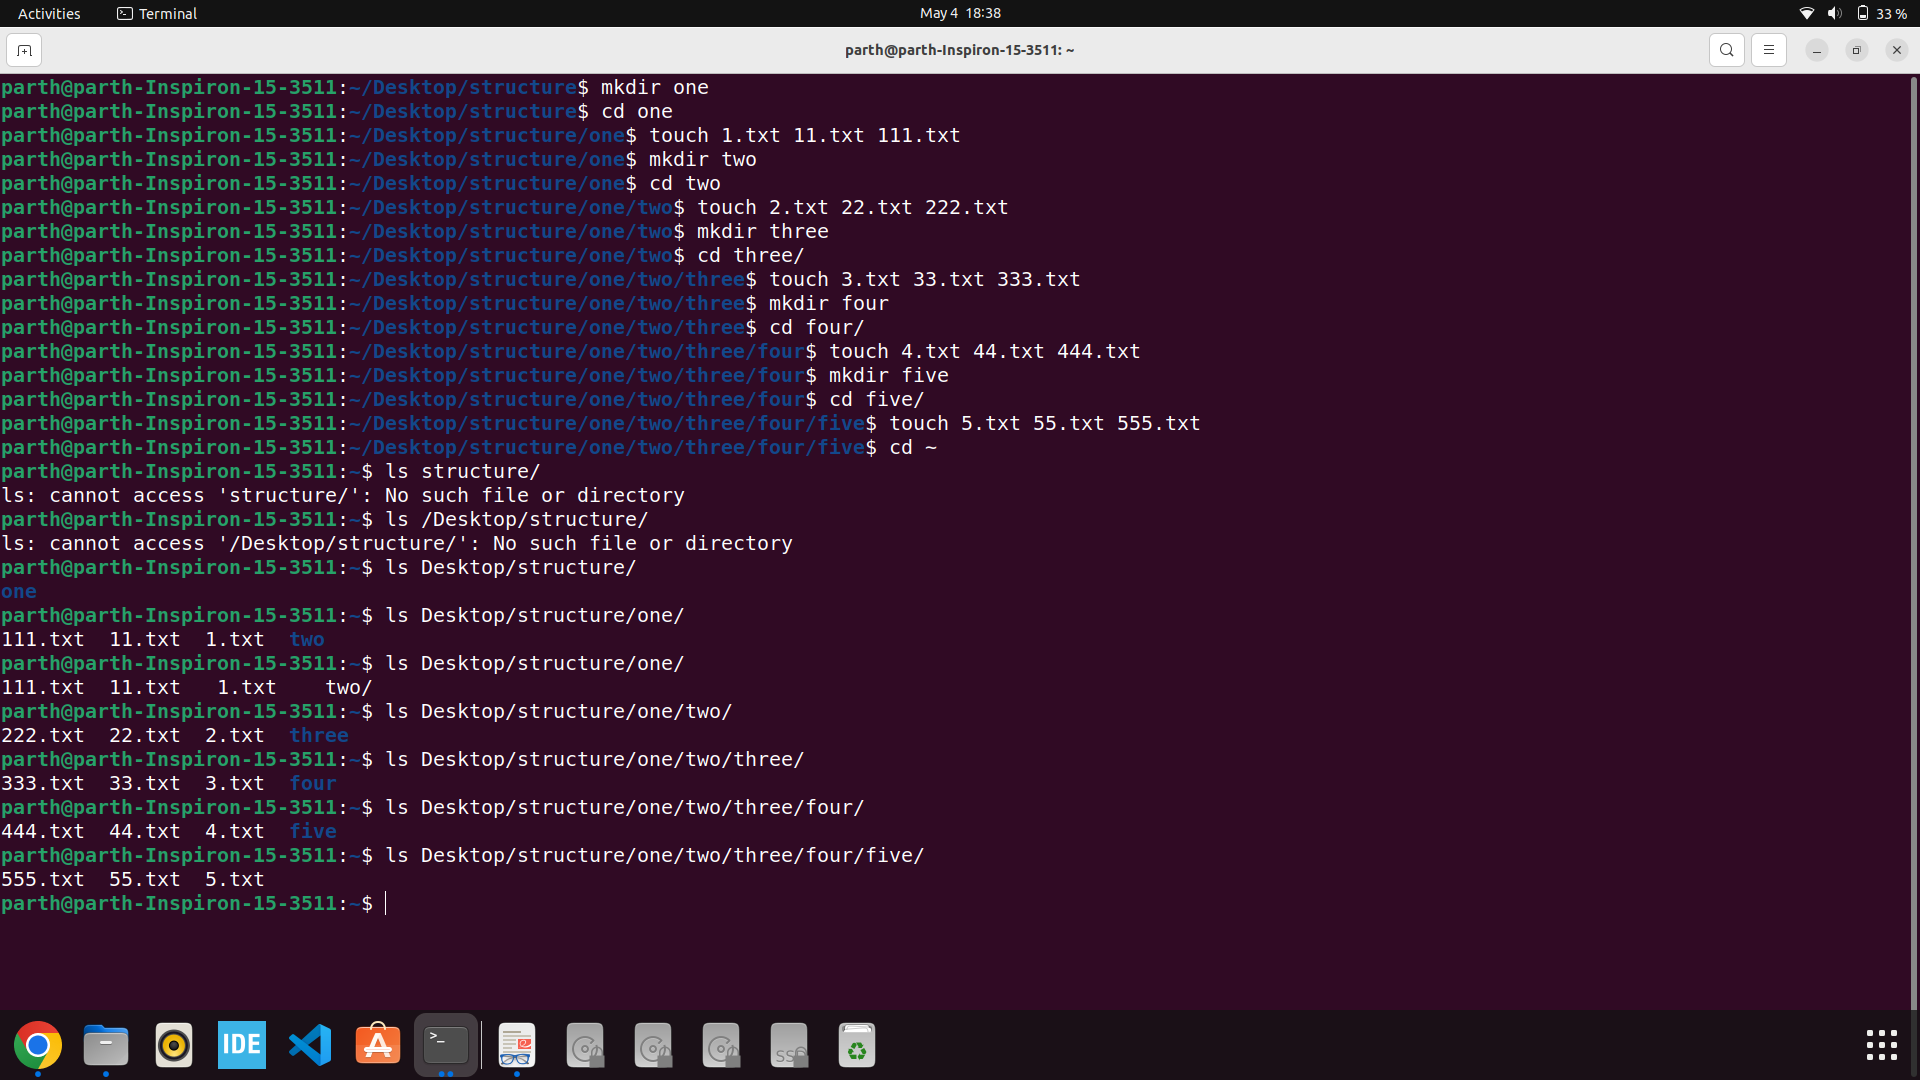 Activities Terminal May 4 18:38 33 %
parth@parth-Inspiron-15-3511: ~
parth@parth-Inspiron-15-3511:~/Desktop/structure$ mkdir one
parth@parth-Inspiron-15-3511:~/Desktop/structure$ cd one
parth@parth-Inspiron-15-3511:~/Desktop/structure/one$ touch 1.txt 11.txt 111.txt
parth@parth-Inspiron-15-3511:~/Desktop/structure/one$ mkdir two
parth@parth-Inspiron-15-3511:~/Desktop/structure/one$ cd two
parth@parth-Inspiron-15-3511:~/Desktop/structure/one/two$ touch 2.txt 22.txt 222.txt
parth@parth-Inspiron-15-3511:~/Desktop/structure/one/two$ mkdir three
parth@parth-Inspiron-15-3511:~/Desktop/structure/one/two$ cd three/
parth@parth-Inspiron-15-3511:~/Desktop/structure/one/two/three$ touch 3.txt 33.txt 333.txt
parth@parth-Inspiron-15-3511:~/Desktop/structure/one/two/three$ mkdir four
parth@parth-Inspiron-15-3511:~/Desktop/structure/one/two/three$ cd four/
parth@parth-Inspiron-15-3511:~/Desktop/structure/one/two/three/four$ touch 4.txt 44.txt 444.txt
parth@parth-Inspiron-15-3511:~/Desktop/structure/one/two/three/four$ mkdir five
parth@parth-Inspiron-15-3511:~/Desktop/structure/one/two/three/four$ cd five/
parth@parth-Inspiron-15-3511:~/Desktop/structure/one/two/three/four/five$ touch 5.txt 55.txt 555.txt
parth@parth-Inspiron-15-3511:~/Desktop/structure/one/two/three/four/five$ cd ~
parth@parth-Inspiron-15-3511:~$ ls structure/
ls: cannot access 'structure/': No such file or directory
parth@parth-Inspiron-15-3511:~$ ls /Desktop/structure/
ls: cannot access '/Desktop/structure/': No such file or directory
parth@parth-Inspiron-15-3511:~$ ls Desktop/structure/
one
parth@parth-Inspiron-15-3511:~$ ls Desktop/structure/one/
111.txt  11.txt  1.txt  two
parth@parth-Inspiron-15-3511:~$ ls Desktop/structure/one/
111.txt  11.txt   1.txt    two/
parth@parth-Inspiron-15-3511:~$ ls Desktop/structure/one/two/
222.txt  22.txt  2.txt  three
parth@parth-Inspiron-15-3511:~$ ls Desktop/structure/one/two/three/
333.txt  33.txt  3.txt  four
parth@parth-Inspiron-15-3511:~$ ls Desktop/structure/one/two/three/four/
444.txt  44.txt  4.txt  five
parth@parth-Inspiron-15-3511:~$ ls Desktop/structure/one/two/three/four/five/
555.txt  55.txt  5.txt
parth@parth-Inspiron-15-3511:~$
IDE >_ SSD